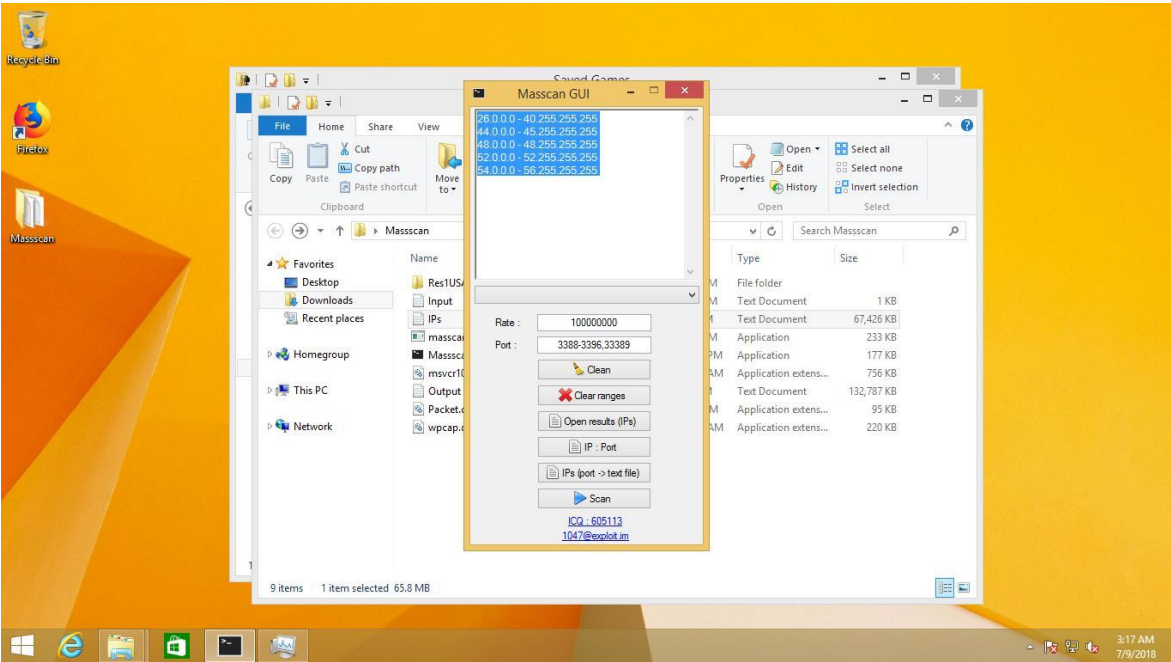 Recycle Bin
Firefox
Massscan
Saved Games
Masscan GUI
File Home Share View
Copy
Paste
Cut
Copy path
Paste shortcut
Clipboard
Move to
Properties
Open
Edit
History
Open
Select all
Select none
Invert selection
Select
Massscan
Search Massscan
26.0.0.0 - 40.255.255.255
44.0.0.0 - 45.255.255.255
48.0.0.0 - 48.255.255.255
52.0.0.0 - 52.255.255.255
54.0.0.0 - 56.255.255.255
Rate : 100000000
Port : 3388-3396,33389
Clean
Clear ranges
Open results (IPs)
IP : Port
IPs (port -> text file)
Scan
ICQ : 605113
1047@exploit.im
Favorites
Desktop
Downloads
Recent places
Homegroup
This PC
Network
Name Type Size
File folder
Input M Text Document 1 KB
IPs Text Document 67,426 KB
M Application 233 KB
PM Application 177 KB
AM Application extens... 756 KB
Output Text Document 132,787 KB
M Application extens... 95 KB
AM Application extens... 220 KB
9 items 1 item selected 65.8 MB
3:17 AM
7/9/2018